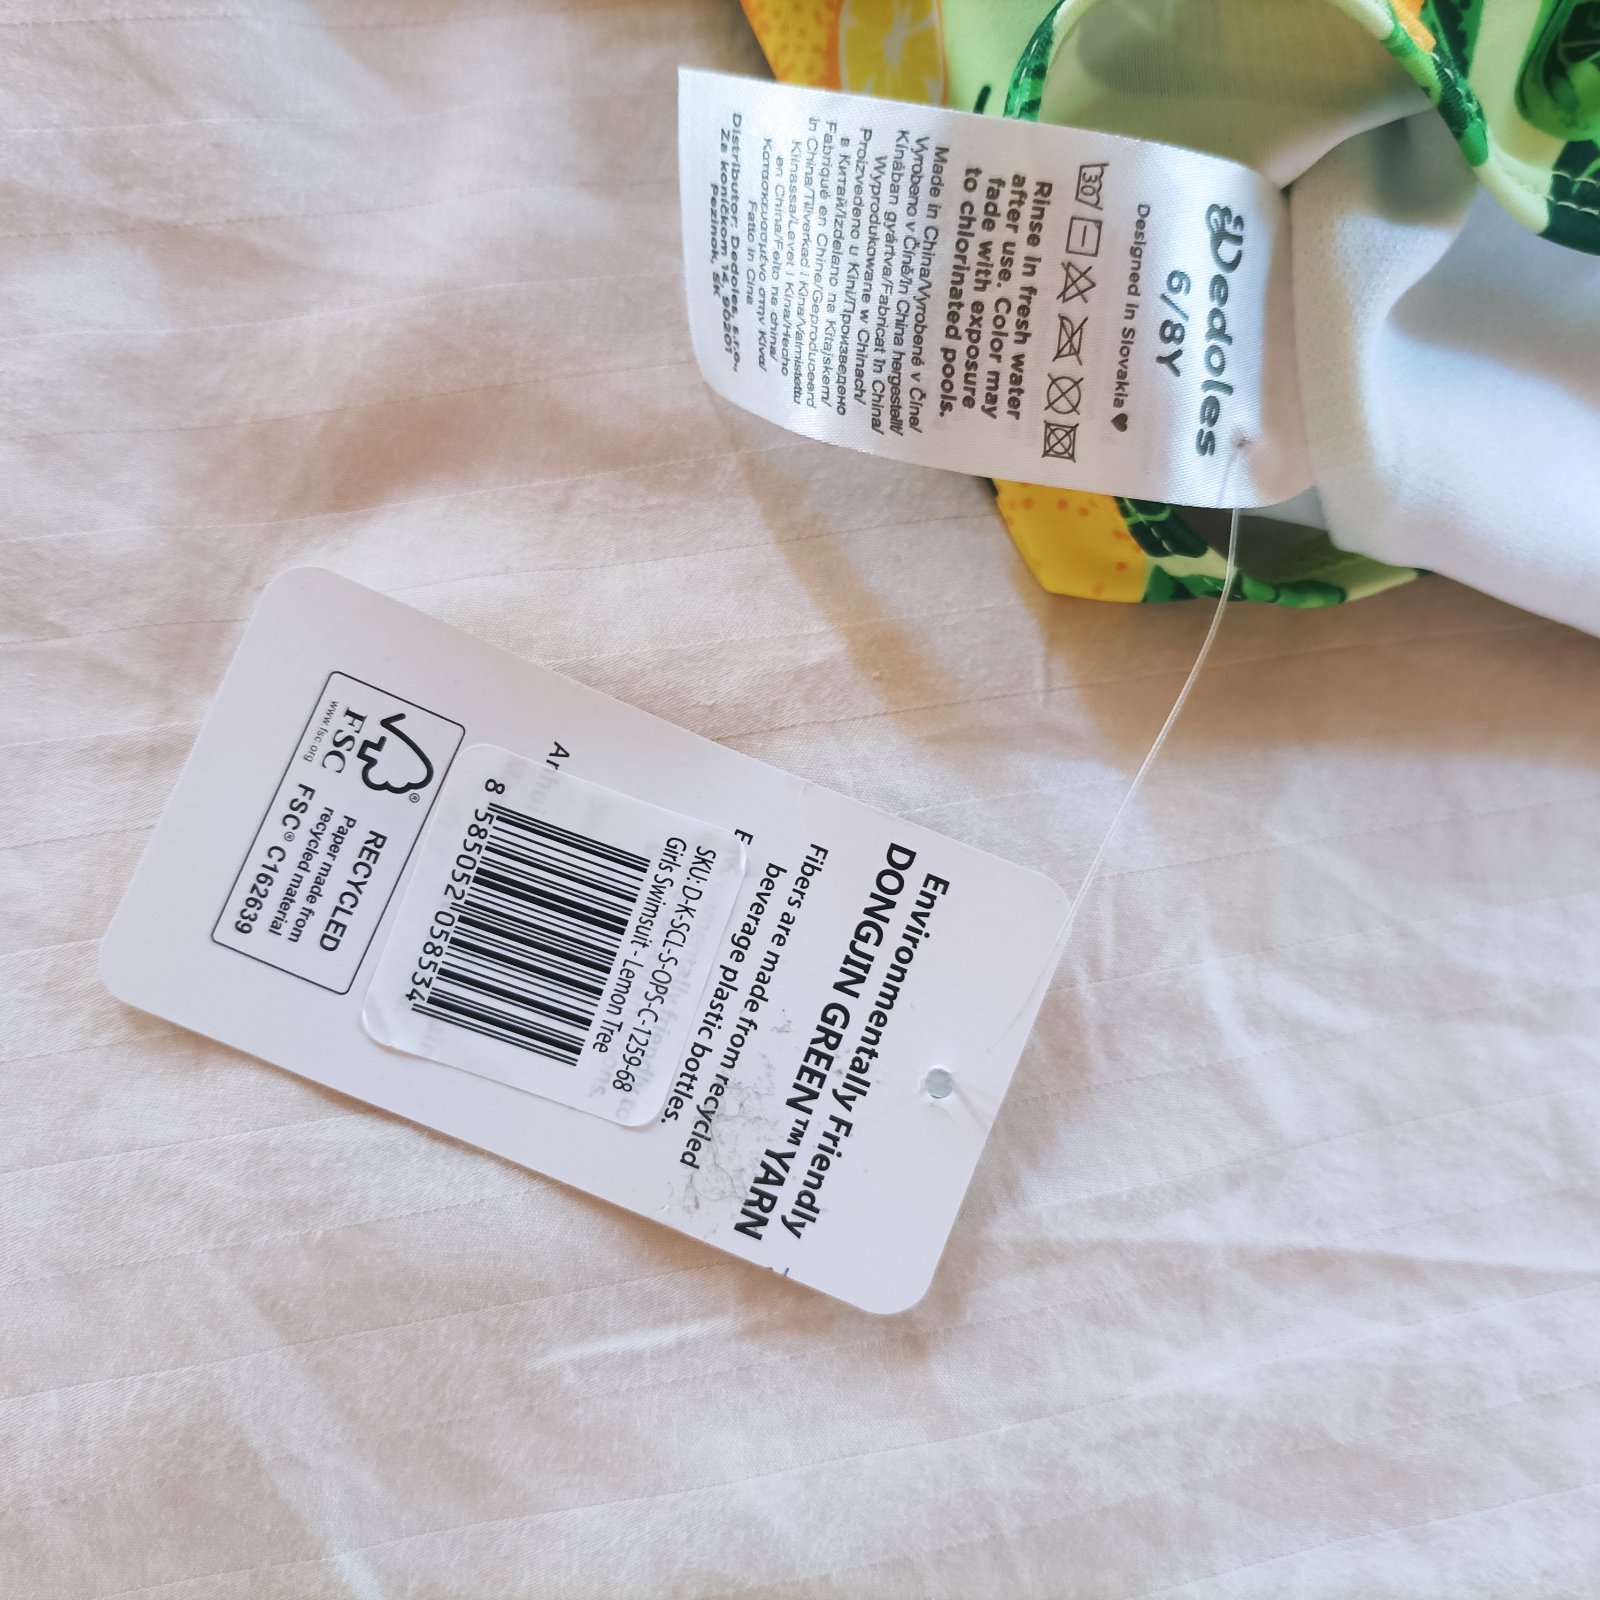 Dedoles
6/8Y
Designed in Slovakia
30
Rinse in fresh water
after use. Color may
fade with exposure
to chlorinated pools.
Made in China/Vyrobené v Číne/
Vyrobeno v Číně/In China hergestellt/
Kínában gyártva/Fabricat în China/
Wyprodukowane w Chinach/
Proizvedeno u Kini/Произведено
в Китай/Izdelano na Kitajskem/
Fabriqué en Chine/Geproduceerd
in China/Tillverkad i Kina/Valmistettu
Kiinassa/Lavet i Kina/Hecho
en China/Feito na china/
Κατασκευασμένο στην Κίνα/
Fatto in Cina
Distributor: Dedoles, s.r.o.,
Za koníčkom 14, 90201
Pezinok, SK
Environmentally Friendly
DONGJIN GREEN™ YARN
Fibers are made from recycled
beverage plastic bottles.
SKU: D-K-SCL-S-OPS-C-1259-68
Girls Swimsuit - Lemon Tree
8 585052 058534
FSC
www.fsc.org
RECYCLED
Paper made from
recycled material
FSC® C162639